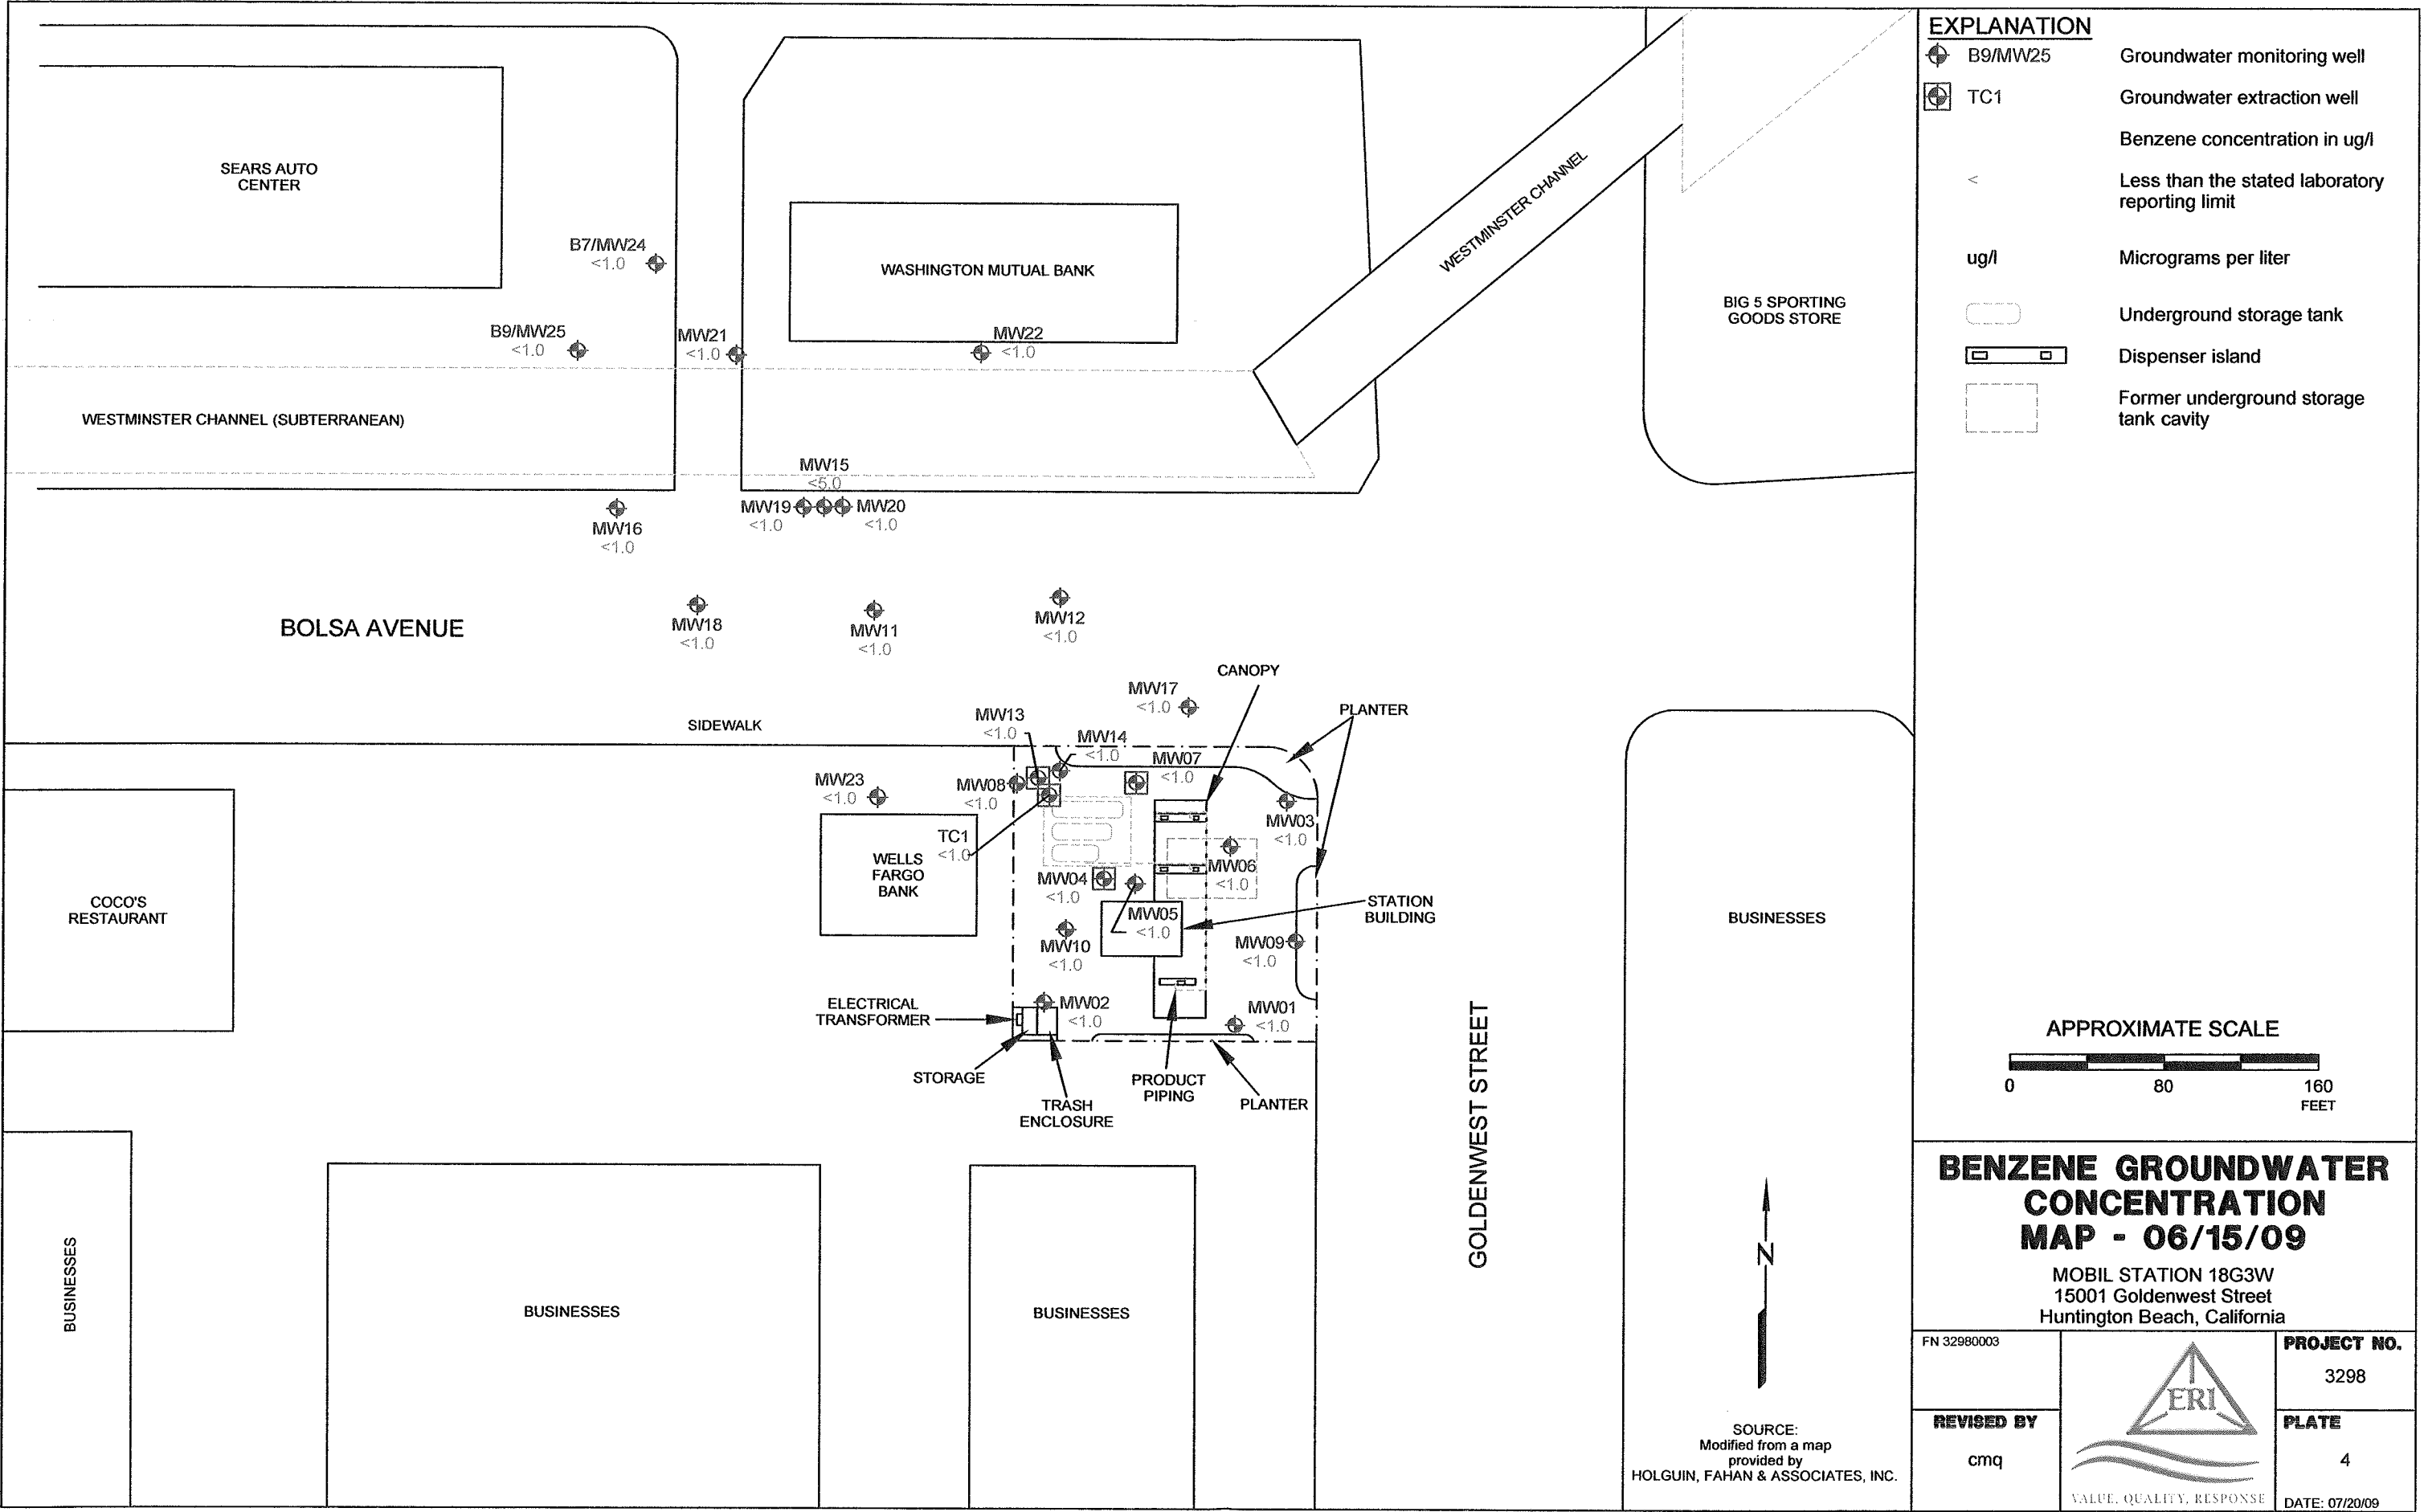 SEARS AUTO
CENTER
B7/MW24
<1.0
B9/MW25
<1.0
MW21
<1.0
WASHINGTON MUTUAL BANK
MW22
<1.0
WESTMINSTER CHANNEL
BIG 5 SPORTING
GOODS STORE
WESTMINSTER CHANNEL (SUBTERRANEAN)
MW15
<5.0
MW19
<1.0
MW20
<1.0
MW16
<1.0
BOLSA AVENUE
MW18
<1.0
MW11
<1.0
MW12
<1.0
MW17
<1.0
CANOPY
PLANTER
SIDEWALK
MW13
<1.0
MW14
<1.0
MW07
<1.0
MW23
<1.0
MW08
<1.0
MW03
<1.0
TC1
<1.0
WELLS
FARGO
BANK
MW06
<1.0
MW04
<1.0
MW05
<1.0
STATION
BUILDING
COCO'S
RESTAURANT
BUSINESSES
MW10
<1.0
MW09
<1.0
ELECTRICAL
TRANSFORMER
MW02
<1.0
MW01
<1.0
STORAGE
TRASH
ENCLOSURE
PRODUCT
PIPING
PLANTER
GOLDENWEST STREET
BUSINESSES
BUSINESSES
BUSINESSES
N
SOURCE:
Modified from a map
provided by
HOLGUIN, FAHAN & ASSOCIATES, INC.
EXPLANATION
B9/MW25 Groundwater monitoring well
TC1 Groundwater extraction well
Benzene concentration in ug/l
< Less than the stated laboratory
reporting limit
ug/l Micrograms per liter
Underground storage tank
Dispenser island
Former underground storage
tank cavity
APPROXIMATE SCALE
0 80 160
FEET
BENZENE GROUNDWATER
CONCENTRATION
MAP - 06/15/09
MOBIL STATION 18G3W
15001 Goldenwest Street
Huntington Beach, California
FN 32980003
REVISED BY
cmq
ERI
VALUE, QUALITY, RESPONSE
PROJECT NO.
3298
PLATE
4
DATE: 07/20/09